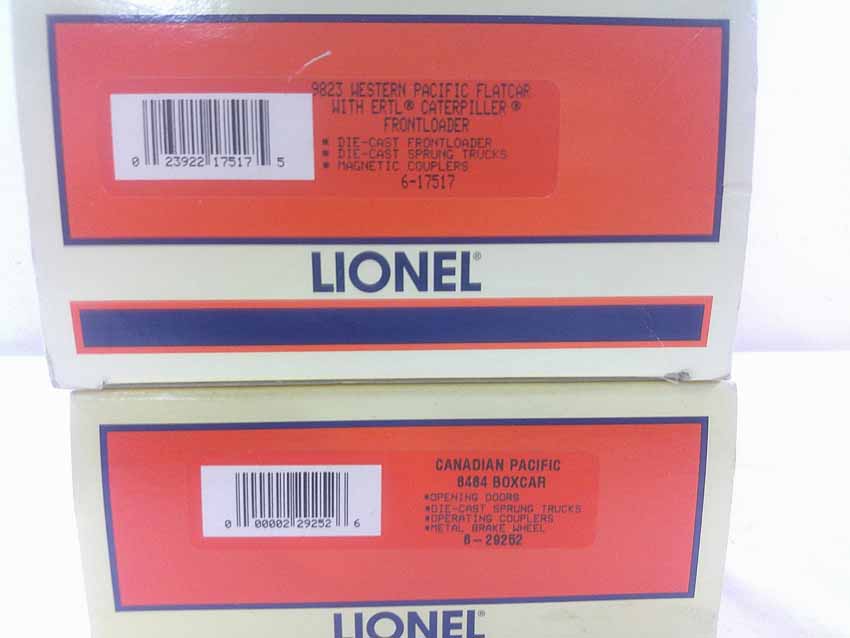 9823 WESTERN PACIFIC FLATCAR
WITH ERTL® CATERPILLER®
FRONTLOADER
* DIE-CAST FRONTLOADER
* DIE-CAST SPRUNG TRUCKS
* MAGNETIC COUPLERS
6-17517
0 23922 17517 5
LIONEL®
CANADIAN PACIFIC
6464 BOXCAR
*OPENING DOORS
*DIE-CAST SPRUNG TRUCKS
*OPERATING COUPLERS
*METAL BRAKE WHEEL
6-29252
0 00002 29252 6
LIONEL®